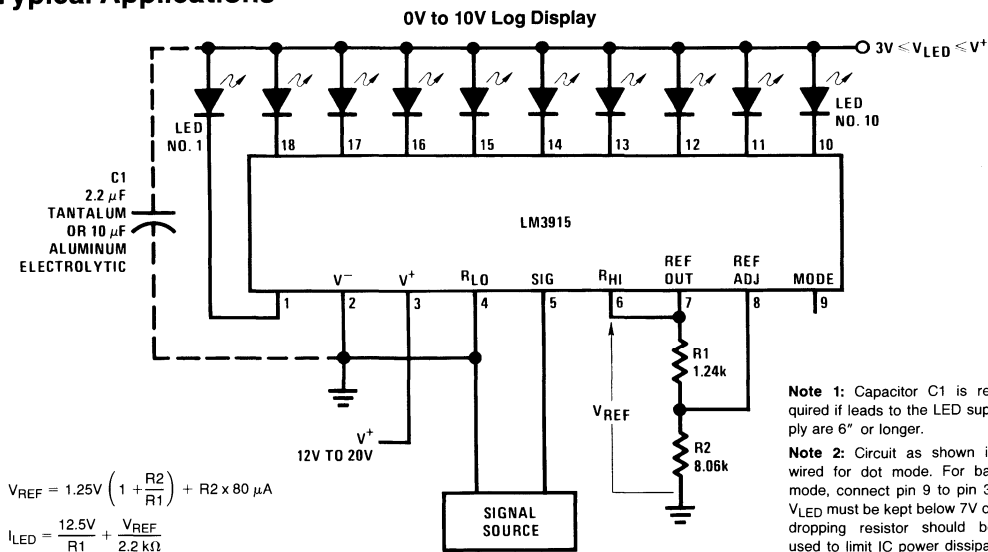 Typical Applications
0V to 10V Log Display
3V ≤ VLED ≤ V+
LED
NO. 1
LED
NO. 10
18 17 16 15 14 13 12 11 10
C1
2.2 μF
TANTALUM
OR 10 μF
ALUMINUM
ELECTROLYTIC
LM3915
V− V+ RLO SIG RHI REF OUT REF ADJ MODE
1 2 3 4 5 6 7 8 9
R1
1.24k
VREF
R2
8.06k
V+
12V TO 20V
SIGNAL
SOURCE
VREF = 1.25V (1 + R2/R1) + R2 x 80 μA
ILED = 12.5V/R1 + VREF/2.2 kΩ
Note 1: Capacitor C1 is re-
quired if leads to the LED sup-
ply are 6″ or longer.
Note 2: Circuit as shown i
wired for dot mode. For ba
mode, connect pin 9 to pin 3
VLED must be kept below 7V o
dropping resistor should b
used to limit IC power dissipa